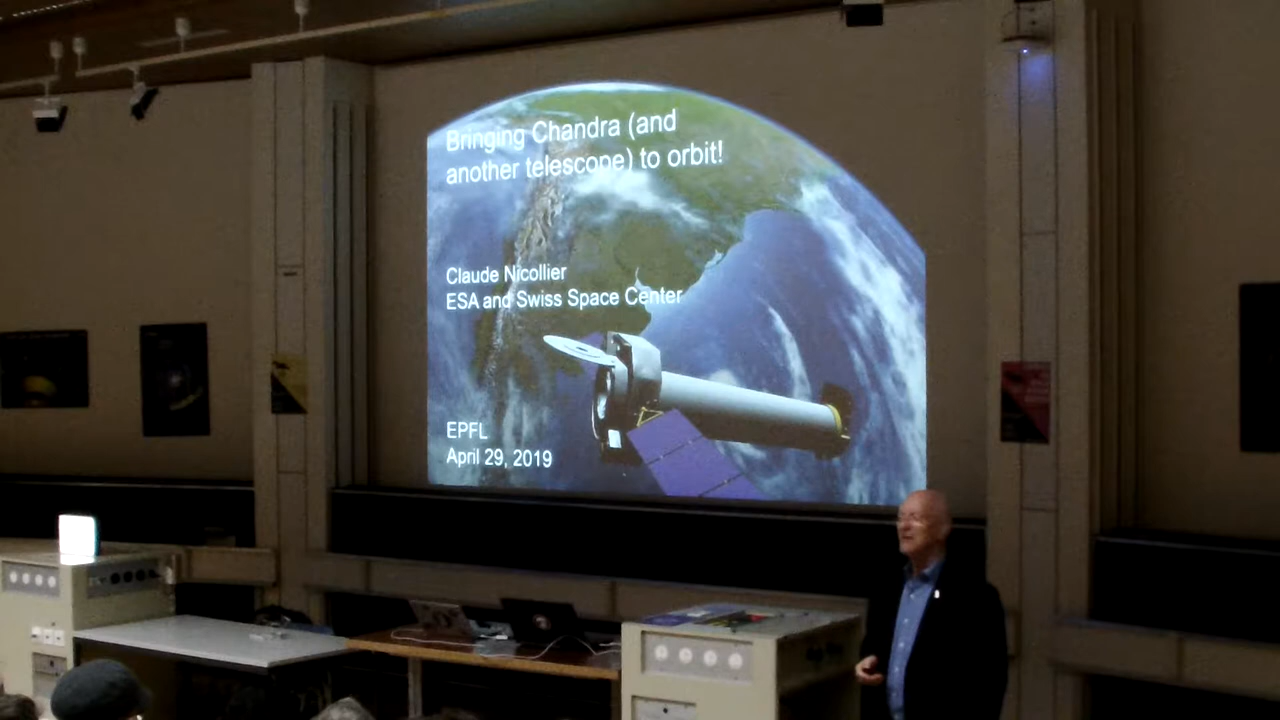 Bringing Chandra (and
another telescope) to orbit!
Claude Nicollier
ESA and Swiss Space Center
EPFL
April 29, 2019